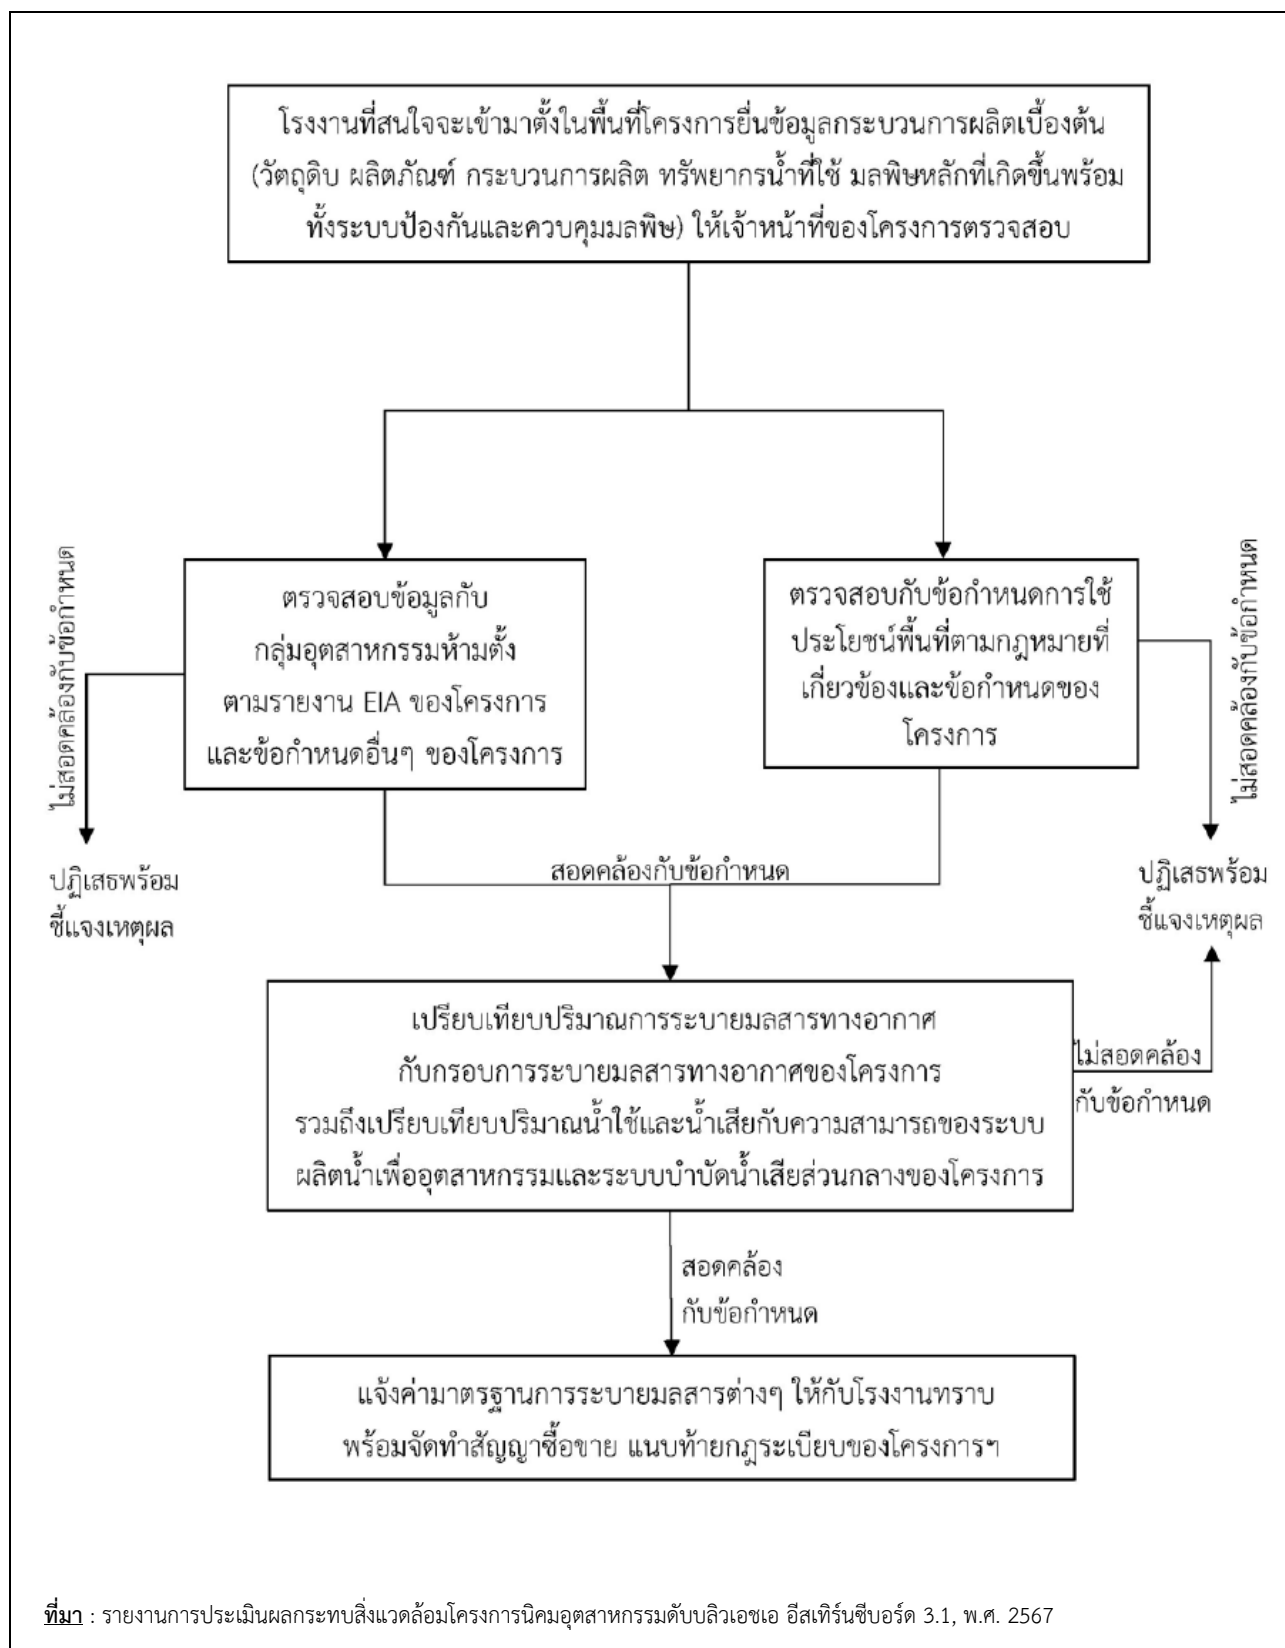 โรงงานที่สนใจจะเข้ามาตั้งในพื้นที่โครงการยื่นข้อมูลกระบวนการผลิตเบื้องต้น
(วัตถุดิบ ผลิตภัณฑ์ กระบวนการผลิต ทรัพยากรน้ำที่ใช้ มลพิษหลักที่เกิดขึ้นพร้อม
ทั้งระบบป้องกันและควบคุมมลพิษ) ให้เจ้าหน้าที่ของโครงการตรวจสอบ
ไม่สอดคล้องกับข้อกำหนด
ตรวจสอบข้อมูลกับ
กลุ่มอุตสาหกรรมห้ามตั้ง
ตามรายงาน EIA ของโครงการ
และข้อกำหนดอื่นๆ ของโครงการ
ตรวจสอบกับข้อกำหนดการใช้
ประโยชน์พื้นที่ตามกฎหมายที่
เกี่ยวข้องและข้อกำหนดของ
โครงการ
ไม่สอดคล้องกับข้อกำหนด
ปฏิเสธพร้อม
ชี้แจงเหตุผล
สอดคล้องกับข้อกำหนด
ปฏิเสธพร้อม
ชี้แจงเหตุผล
เปรียบเทียบปริมาณการระบายมลสารทางอากาศ
กับกรอบการระบายมลสารทางอากาศของโครงการ
รวมถึงเปรียบเทียบปริมาณน้ำใช้และน้ำเสียกับความสามารถของระบบ
ผลิตน้ำเพื่ออุตสาหกรรมและระบบบำบัดน้ำเสียส่วนกลางของโครงการ
ไม่สอดคล้อง
กับข้อกำหนด
สอดคล้อง
กับข้อกำหนด
แจ้งค่ามาตรฐานการระบายมลสารต่างๆ ให้กับโรงงานทราบ
พร้อมจัดทำสัญญาซื้อขาย แนบท้ายกฎระเบียบของโครงการฯ
ที่มา : รายงานการประเมินผลกระทบสิ่งแวดล้อมโครงการนิคมอุตสาหกรรมดับบลิวเอชเอ อีสเทิร์นซีบอร์ด 3.1, พ.ศ. 2567